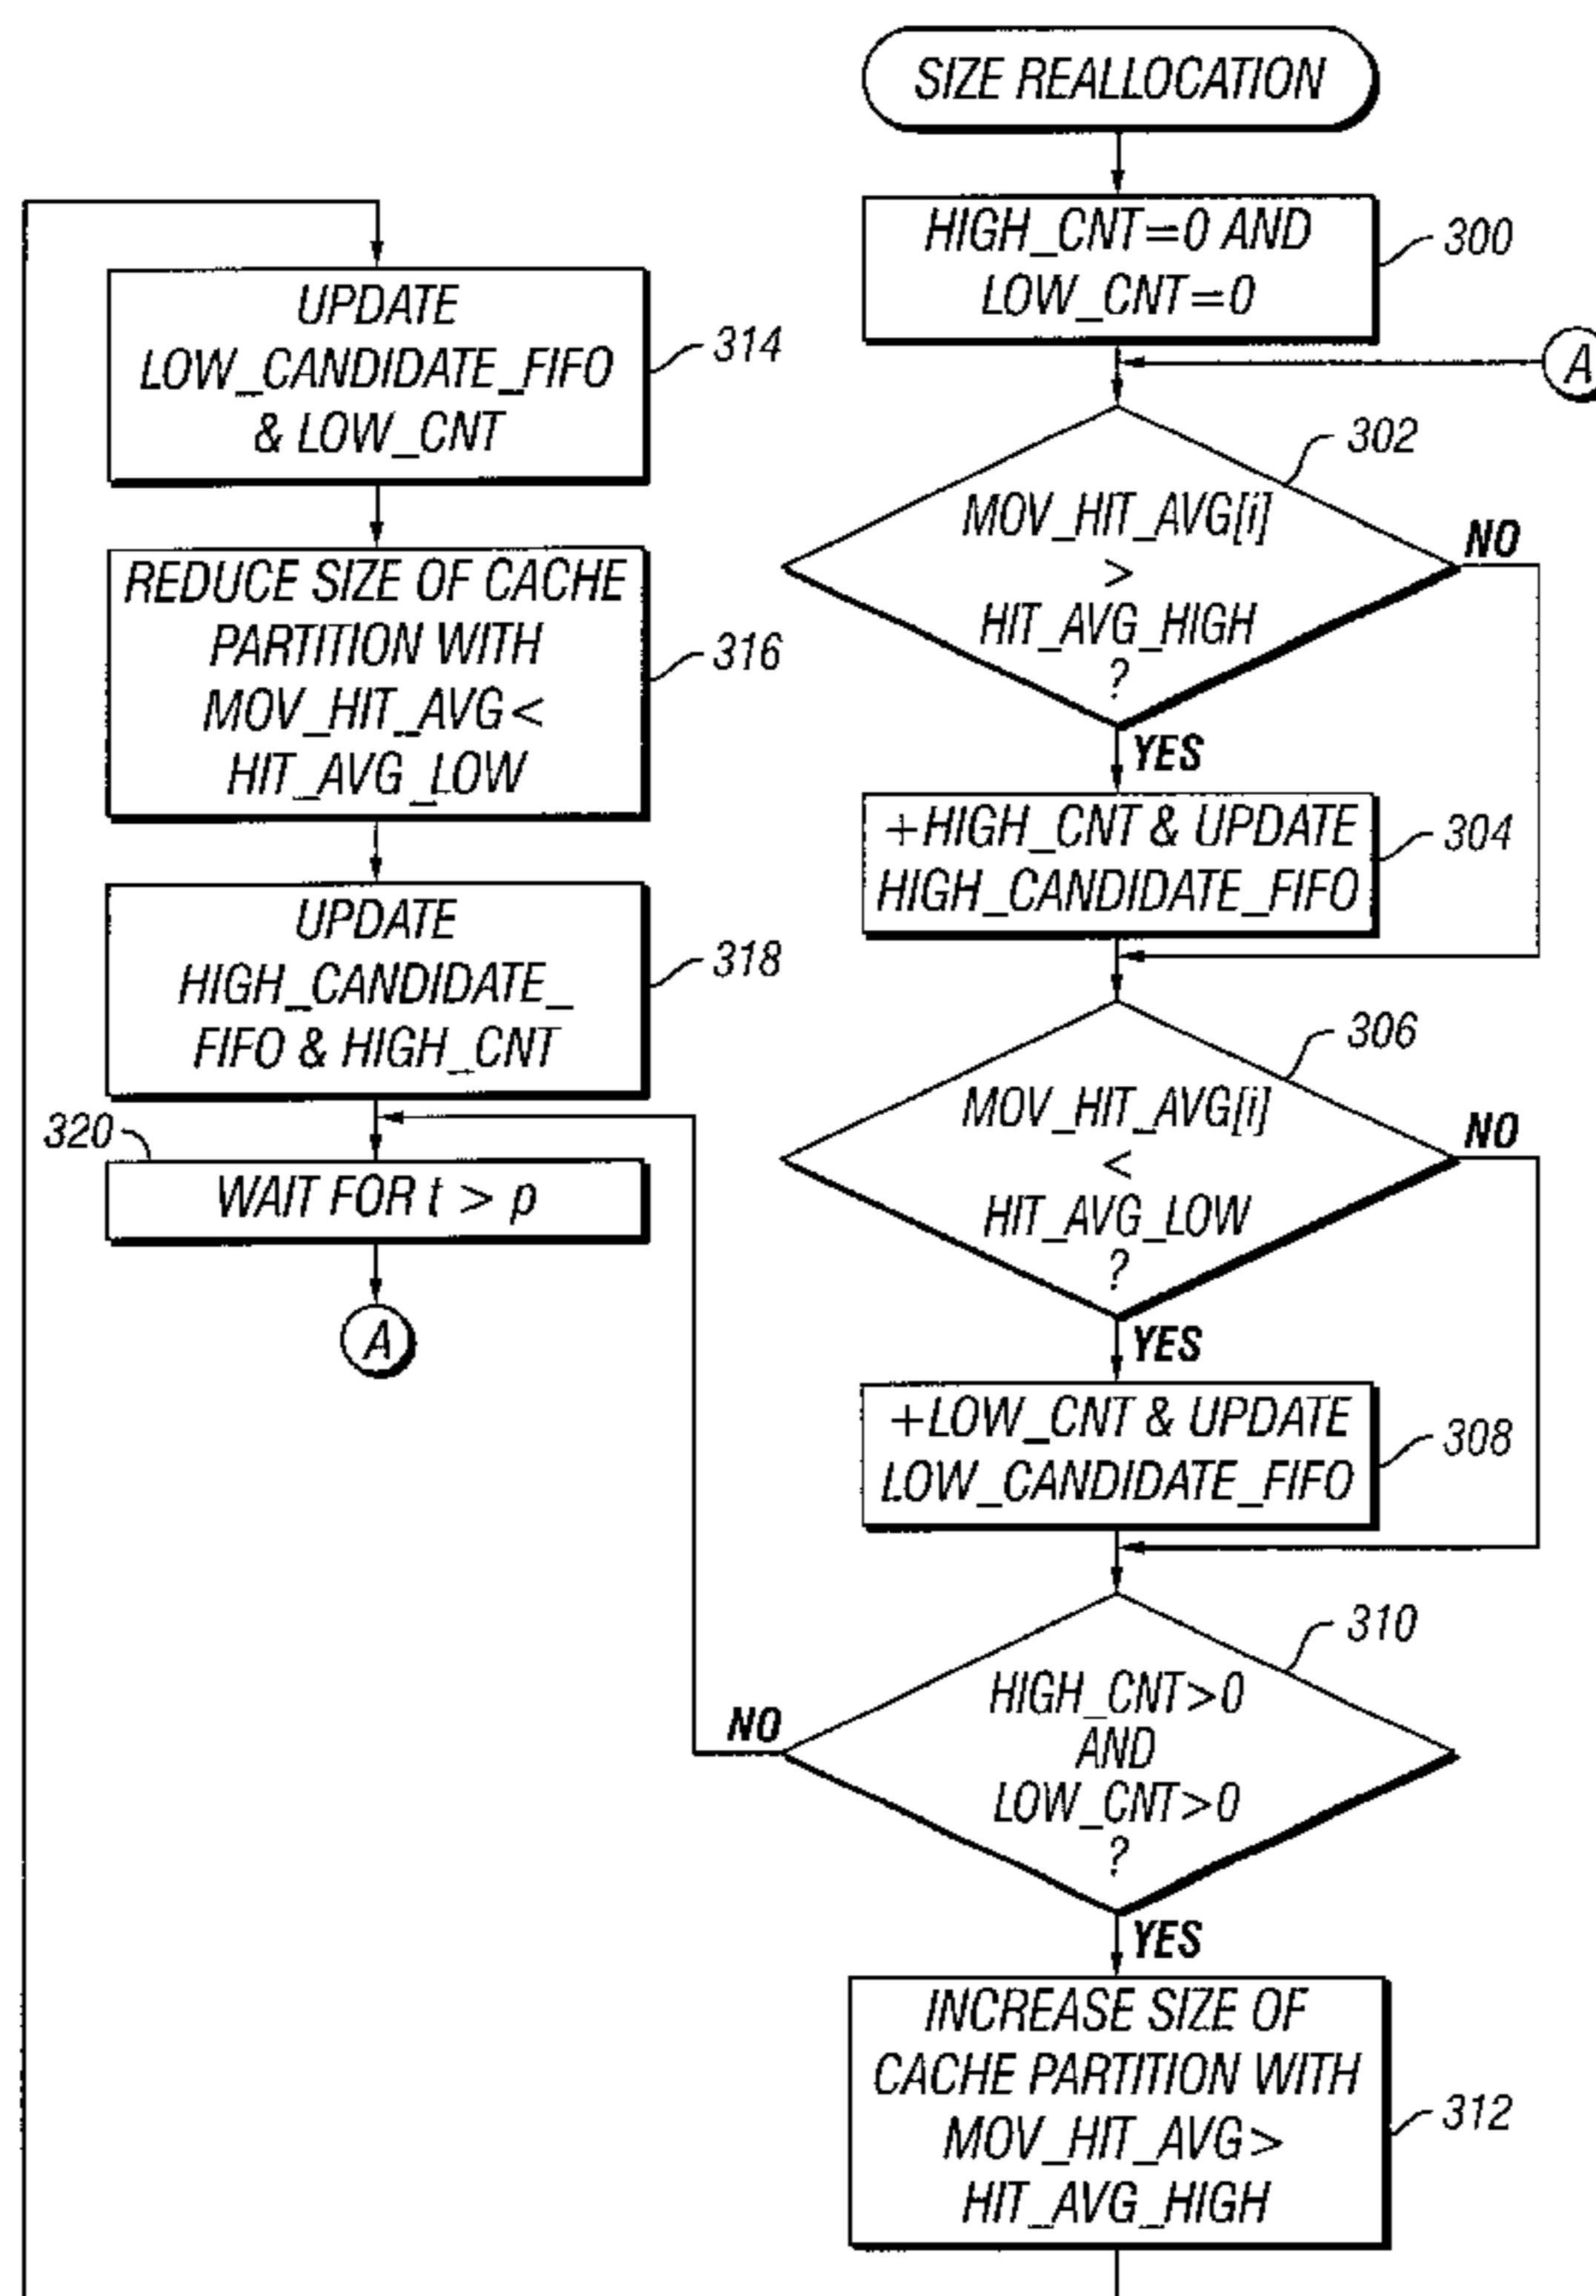 SIZE REALLOCATION
HIGH_CNT=0 AND
LOW_CNT=0
300
A
302
MOV_HIT_AVG[i]
>
HIT_AVG_HIGH
?
NO
YES
+HIGH_CNT & UPDATE
HIGH_CANDIDATE_FIFO
304
306
MOV_HIT_AVG[i]
<
HIT_AVG_LOW
?
NO
YES
+LOW_CNT & UPDATE
LOW_CANDIDATE_FIFO
308
310
HIGH_CNT>0
AND
LOW_CNT>0
?
NO
YES
INCREASE SIZE OF
CACHE PARTITION WITH
MOV_HIT_AVG>
HIT_AVG_HIGH
312
UPDATE
LOW_CANDIDATE_FIFO
& LOW_CNT
314
REDUCE SIZE OF CACHE
PARTITION WITH
MOV_HIT_AVG<
HIT_AVG_LOW
316
UPDATE
HIGH_CANDIDATE_
FIFO & HIGH_CNT
318
320
WAIT FOR t > p
A